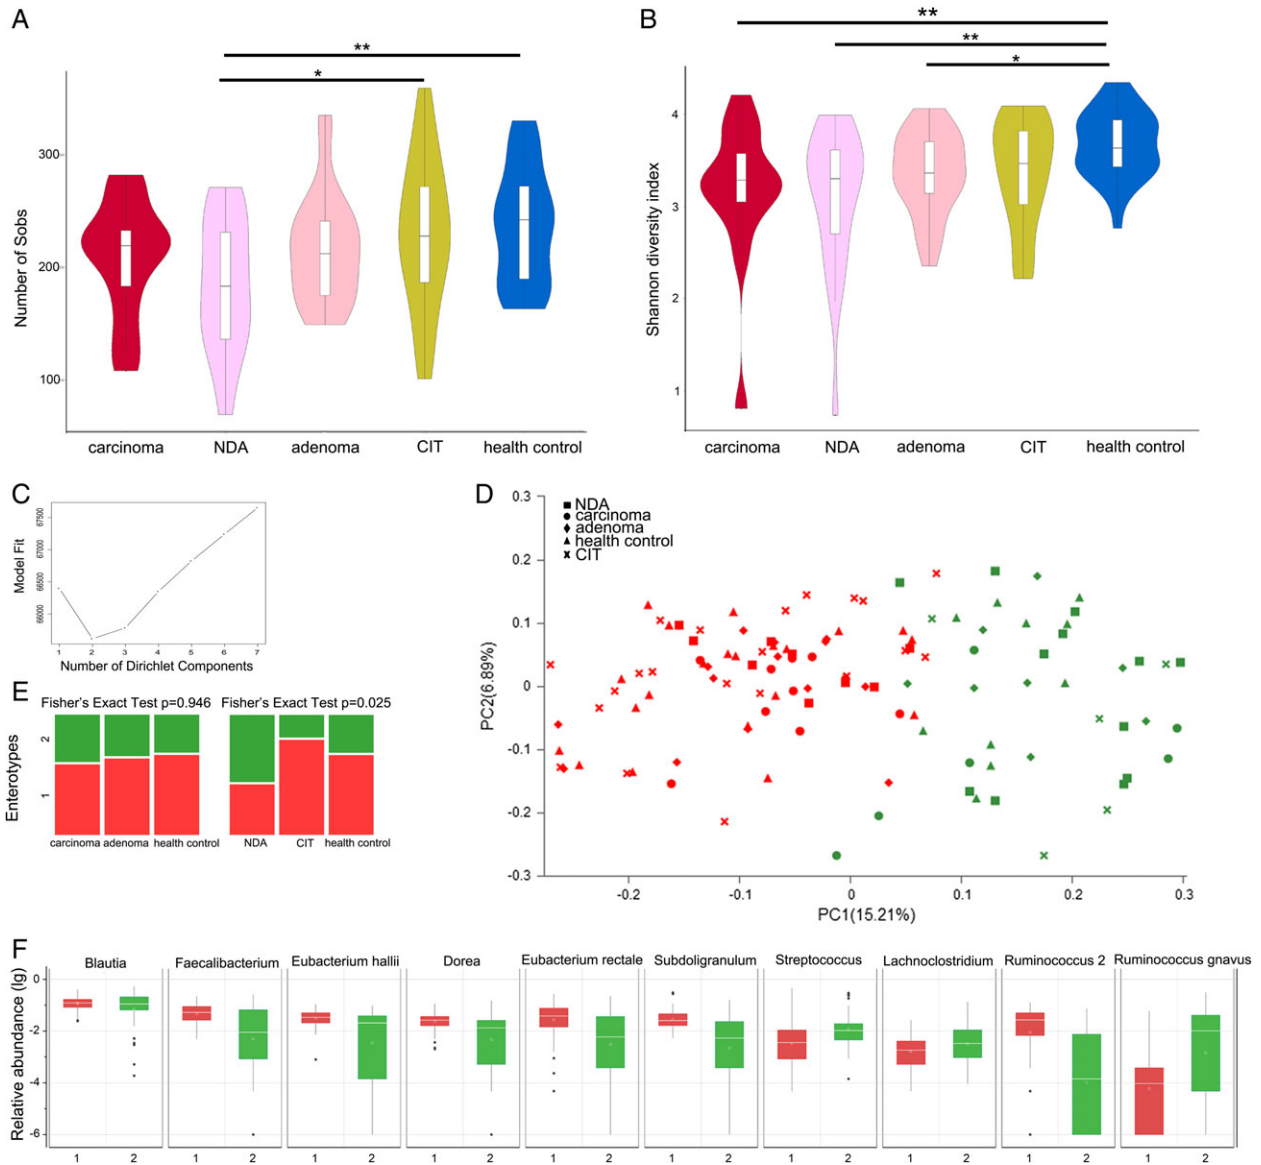 A
**
*
Number of Sobs
300
200
100
carcinoma NDA adenoma CIT health control
B
**
**
*
Shannon diversity index
4
3
2
1
carcinoma NDA adenoma CIT health control
C
Model Fit
67500
67000
66500
66000
1 2 3 4 5 6 7
Number of Dirichlet Components
D
NDA
carcinoma
adenoma
health control
CIT
PC2(6.89%)
0.3
0.2
0.1
0
-0.1
-0.2
-0.3
-0.2 -0.1 0 0.1 0.2 0.3
PC1(15.21%)
E
Fisher's Exact Test p=0.946 Fisher's Exact Test p=0.025
Enterotypes
2
1
carcinoma adenoma health control NDA CIT health control
F
Blautia Faecalibacterium Eubacterium hallii Dorea Eubacterium rectale Subdoligranulum Streptococcus Lachnoclostridium Ruminococcus 2 Ruminococcus gnavus
Relative abundance (lg)
0
-2
-4
-6
1 2 1 2 1 2 1 2 1 2 1 2 1 2 1 2 1 2 1 2